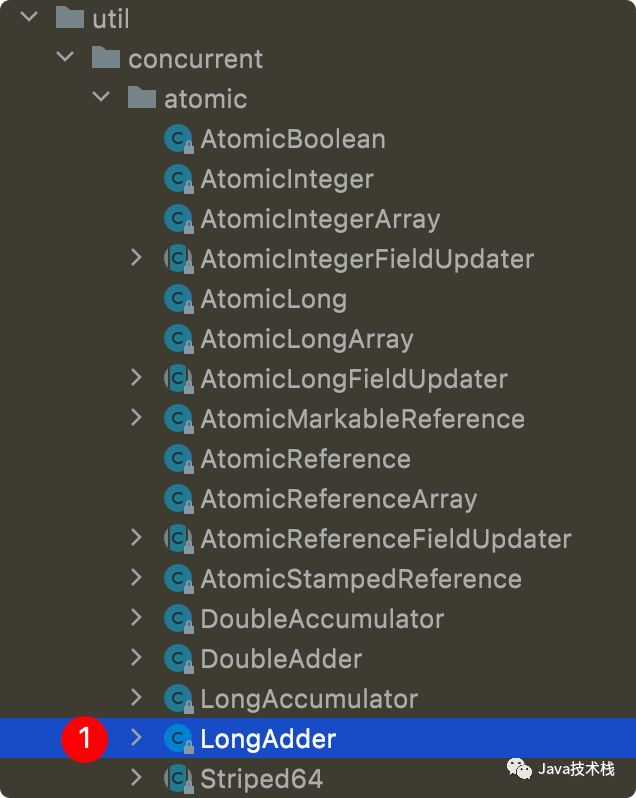 util
concurrent
atomic
AtomicBoolean
AtomicInteger
AtomicIntegerArray
AtomicIntegerFieldUpdater
AtomicLong
AtomicLongArray
AtomicLongFieldUpdater
AtomicMarkableReference
AtomicReference
AtomicReferenceArray
AtomicReferenceFieldUpdater
AtomicStampedReference
DoubleAccumulator
DoubleAdder
LongAccumulator
1 LongAdder
Striped64
Java技术栈